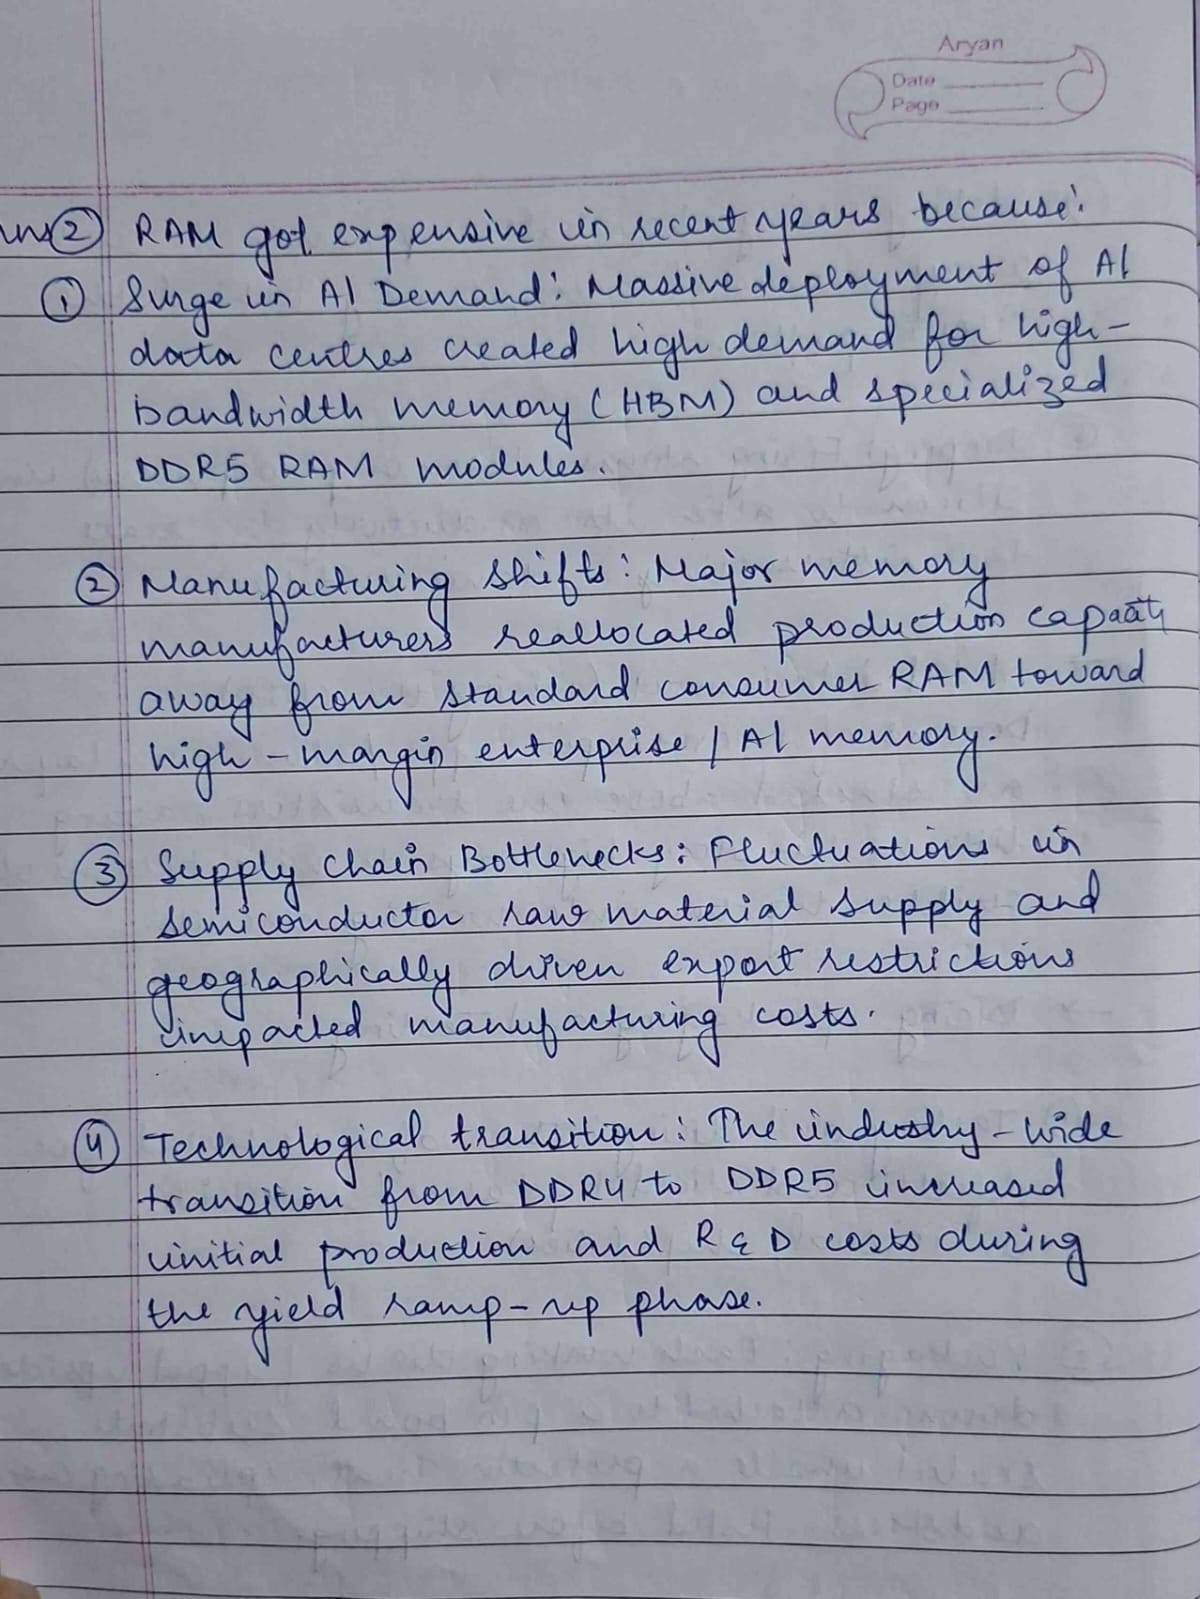 Aryan
Date
Page
Ans 2 RAM got expensive in recent years because:
1 Surge in AI Demand: Massive deployment of AI
data centres created high demand for high-
bandwidth memory (HBM) and specialized
DDR5 RAM modules.
2 Manufacturing shifts: Major memory
manufacturers reallocated production capacity
away from standard consumer RAM toward
high-margin enterprise / AI memory.
3 Supply Chain Bottlenecks: Fluctuations in
semiconductor raw material supply and
geographically driven export restrictions
impacted manufacturing costs.
4 Technological transition: The industry-wide
transition from DDR4 to DDR5 increased
initial production and R & D costs during
the yield ramp-up phase.